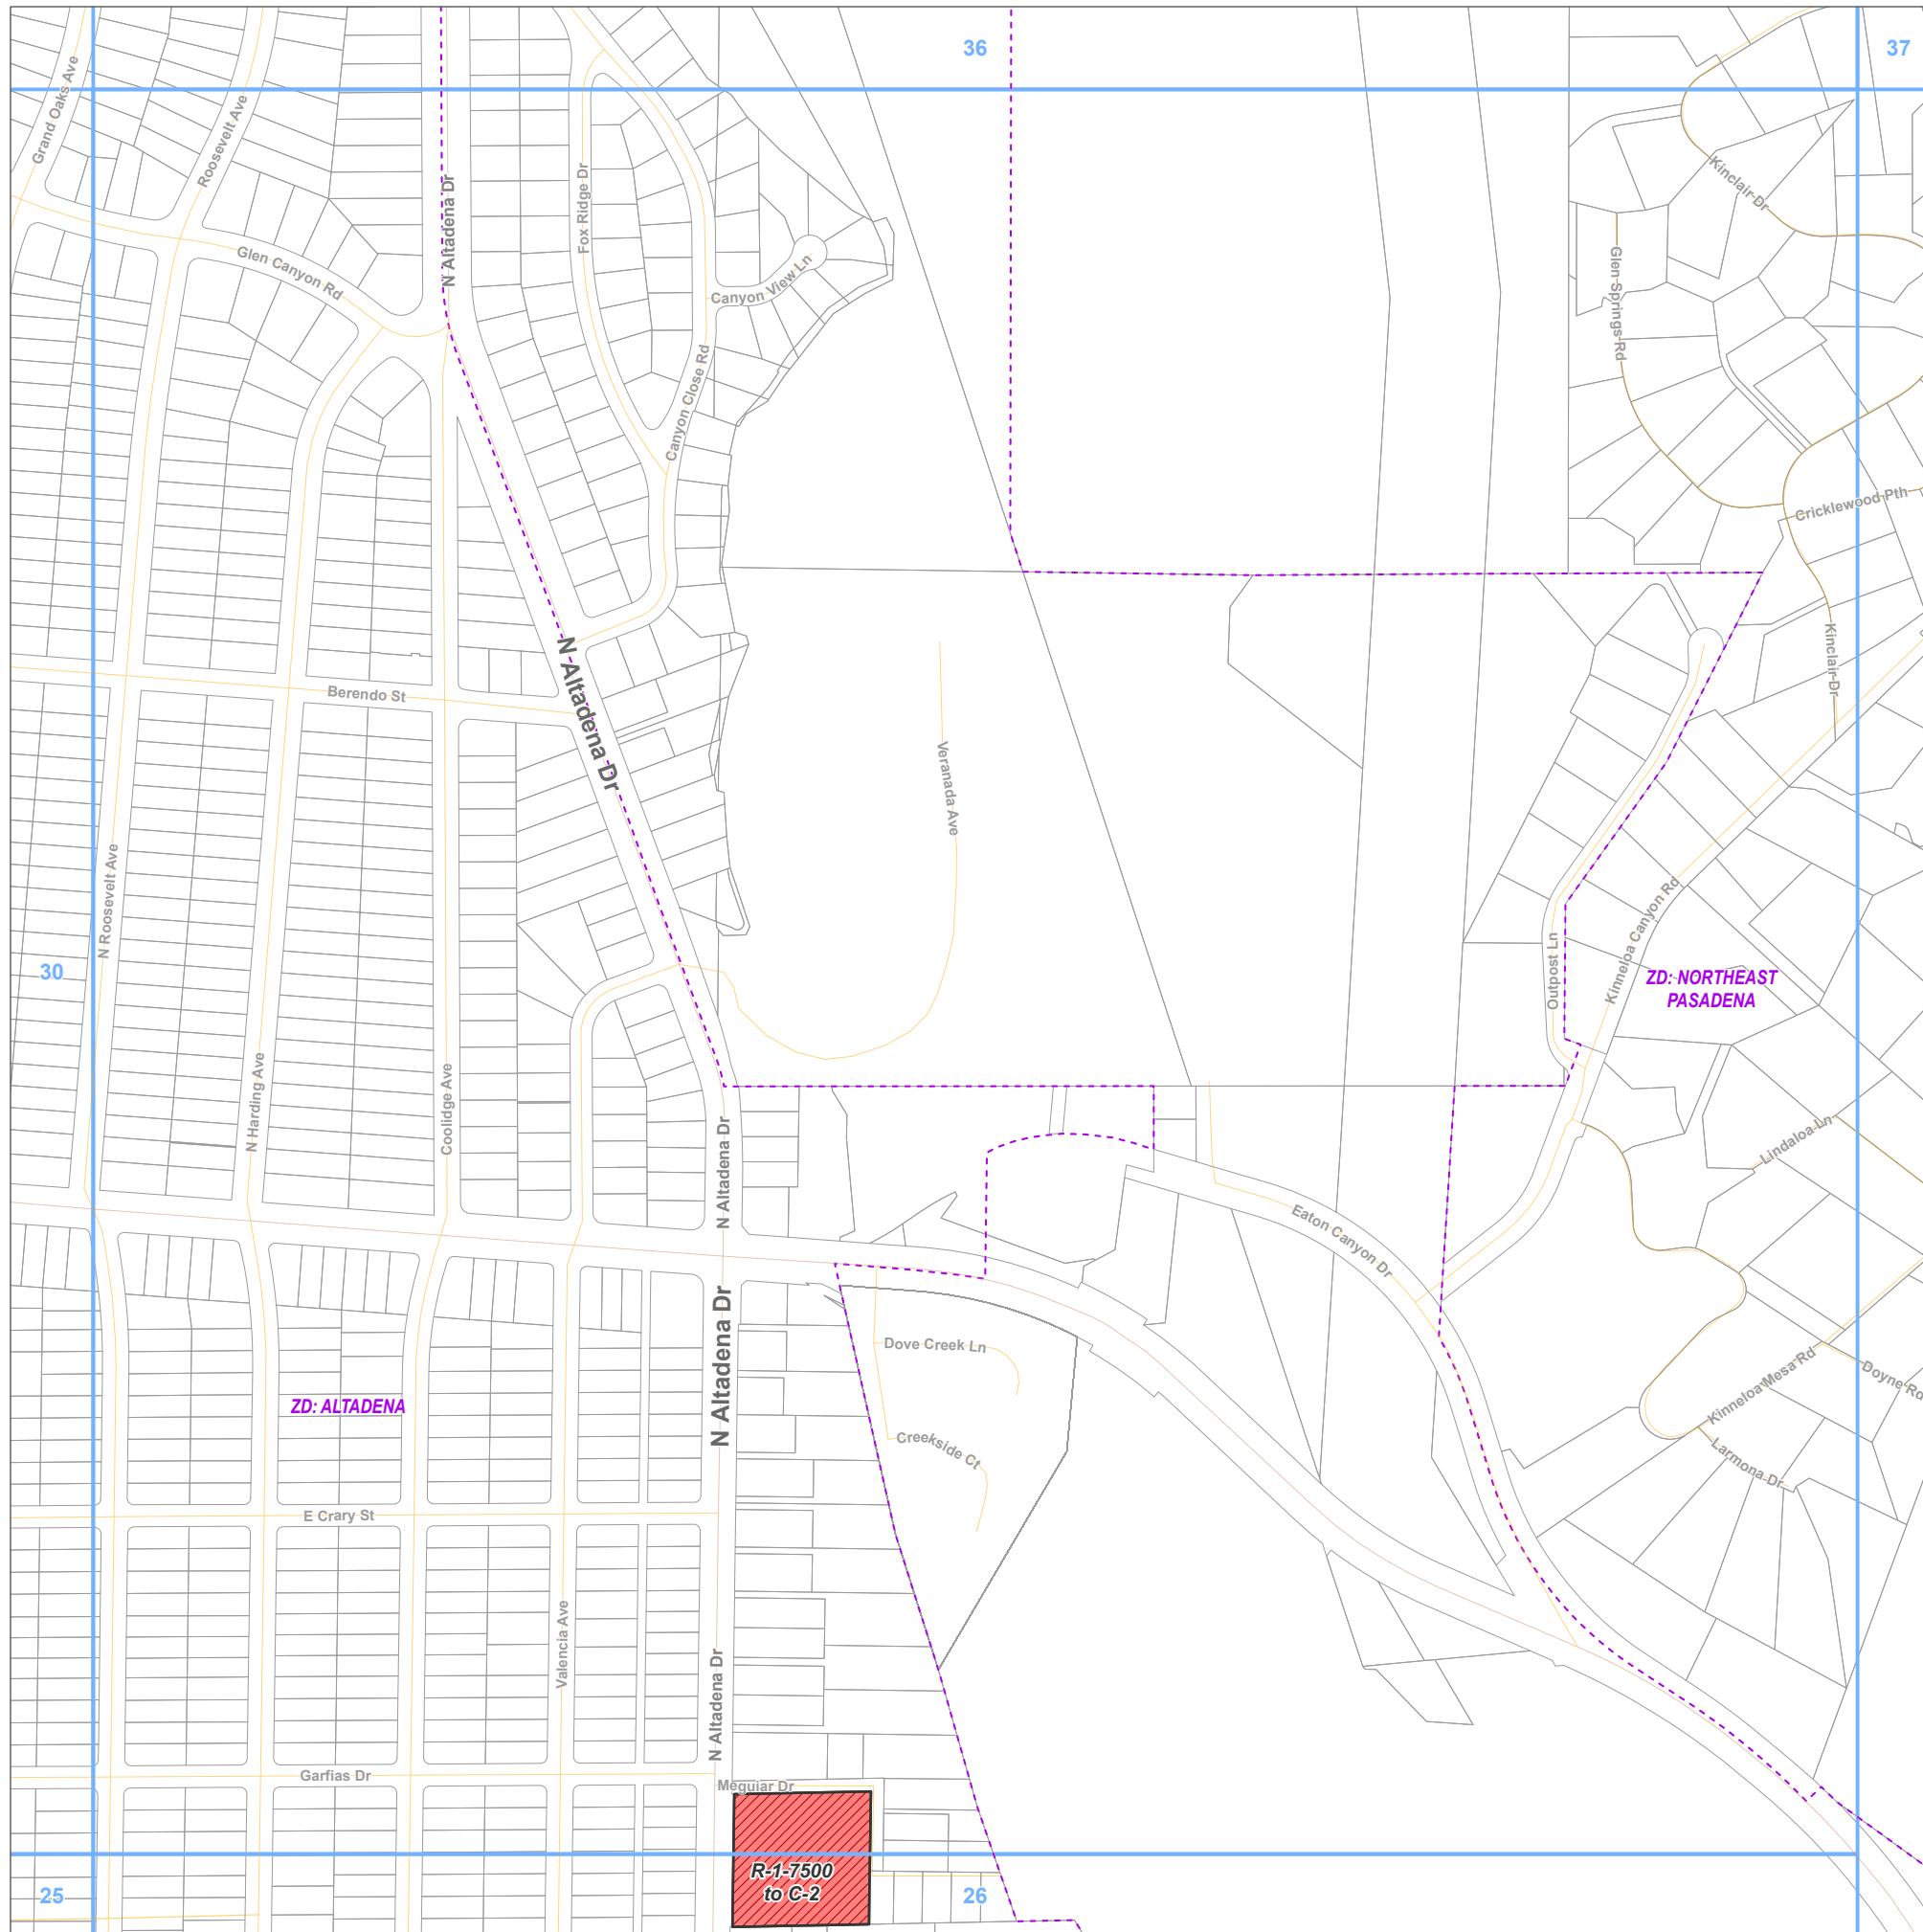 36
37
Grand Oaks Ave
Roosevelt Ave
N Altadena Dr
Fox Ridge Dr
Kinclair Dr
Glen Canyon Rd
Canyon View Ln
Glen Springs Rd
Canyon Close Rd
Cricklewood Pth
N Altadena Dr
Kinclair Dr
Berendo St
Veranada Ave
N Roosevelt Ave
Kinneloa Canyon Rd
30
Outpost Ln
ZD: NORTHEAST
PASADENA
N Harding Ave
Coolidge Ave
N Altadena Dr
Lindaloa Ln
Eaton Canyon Dr
Dove Creek Ln
N Altadena Dr
Kinneloa Mesa Rd
Doyne Rd
ZD: ALTADENA
Creekside Ct
Larmona Dr
E Crary St
Valencia Ave
N Altadena Dr
Garfias Dr
Meguiar Dr
R-1-7500
to C-2
25
26